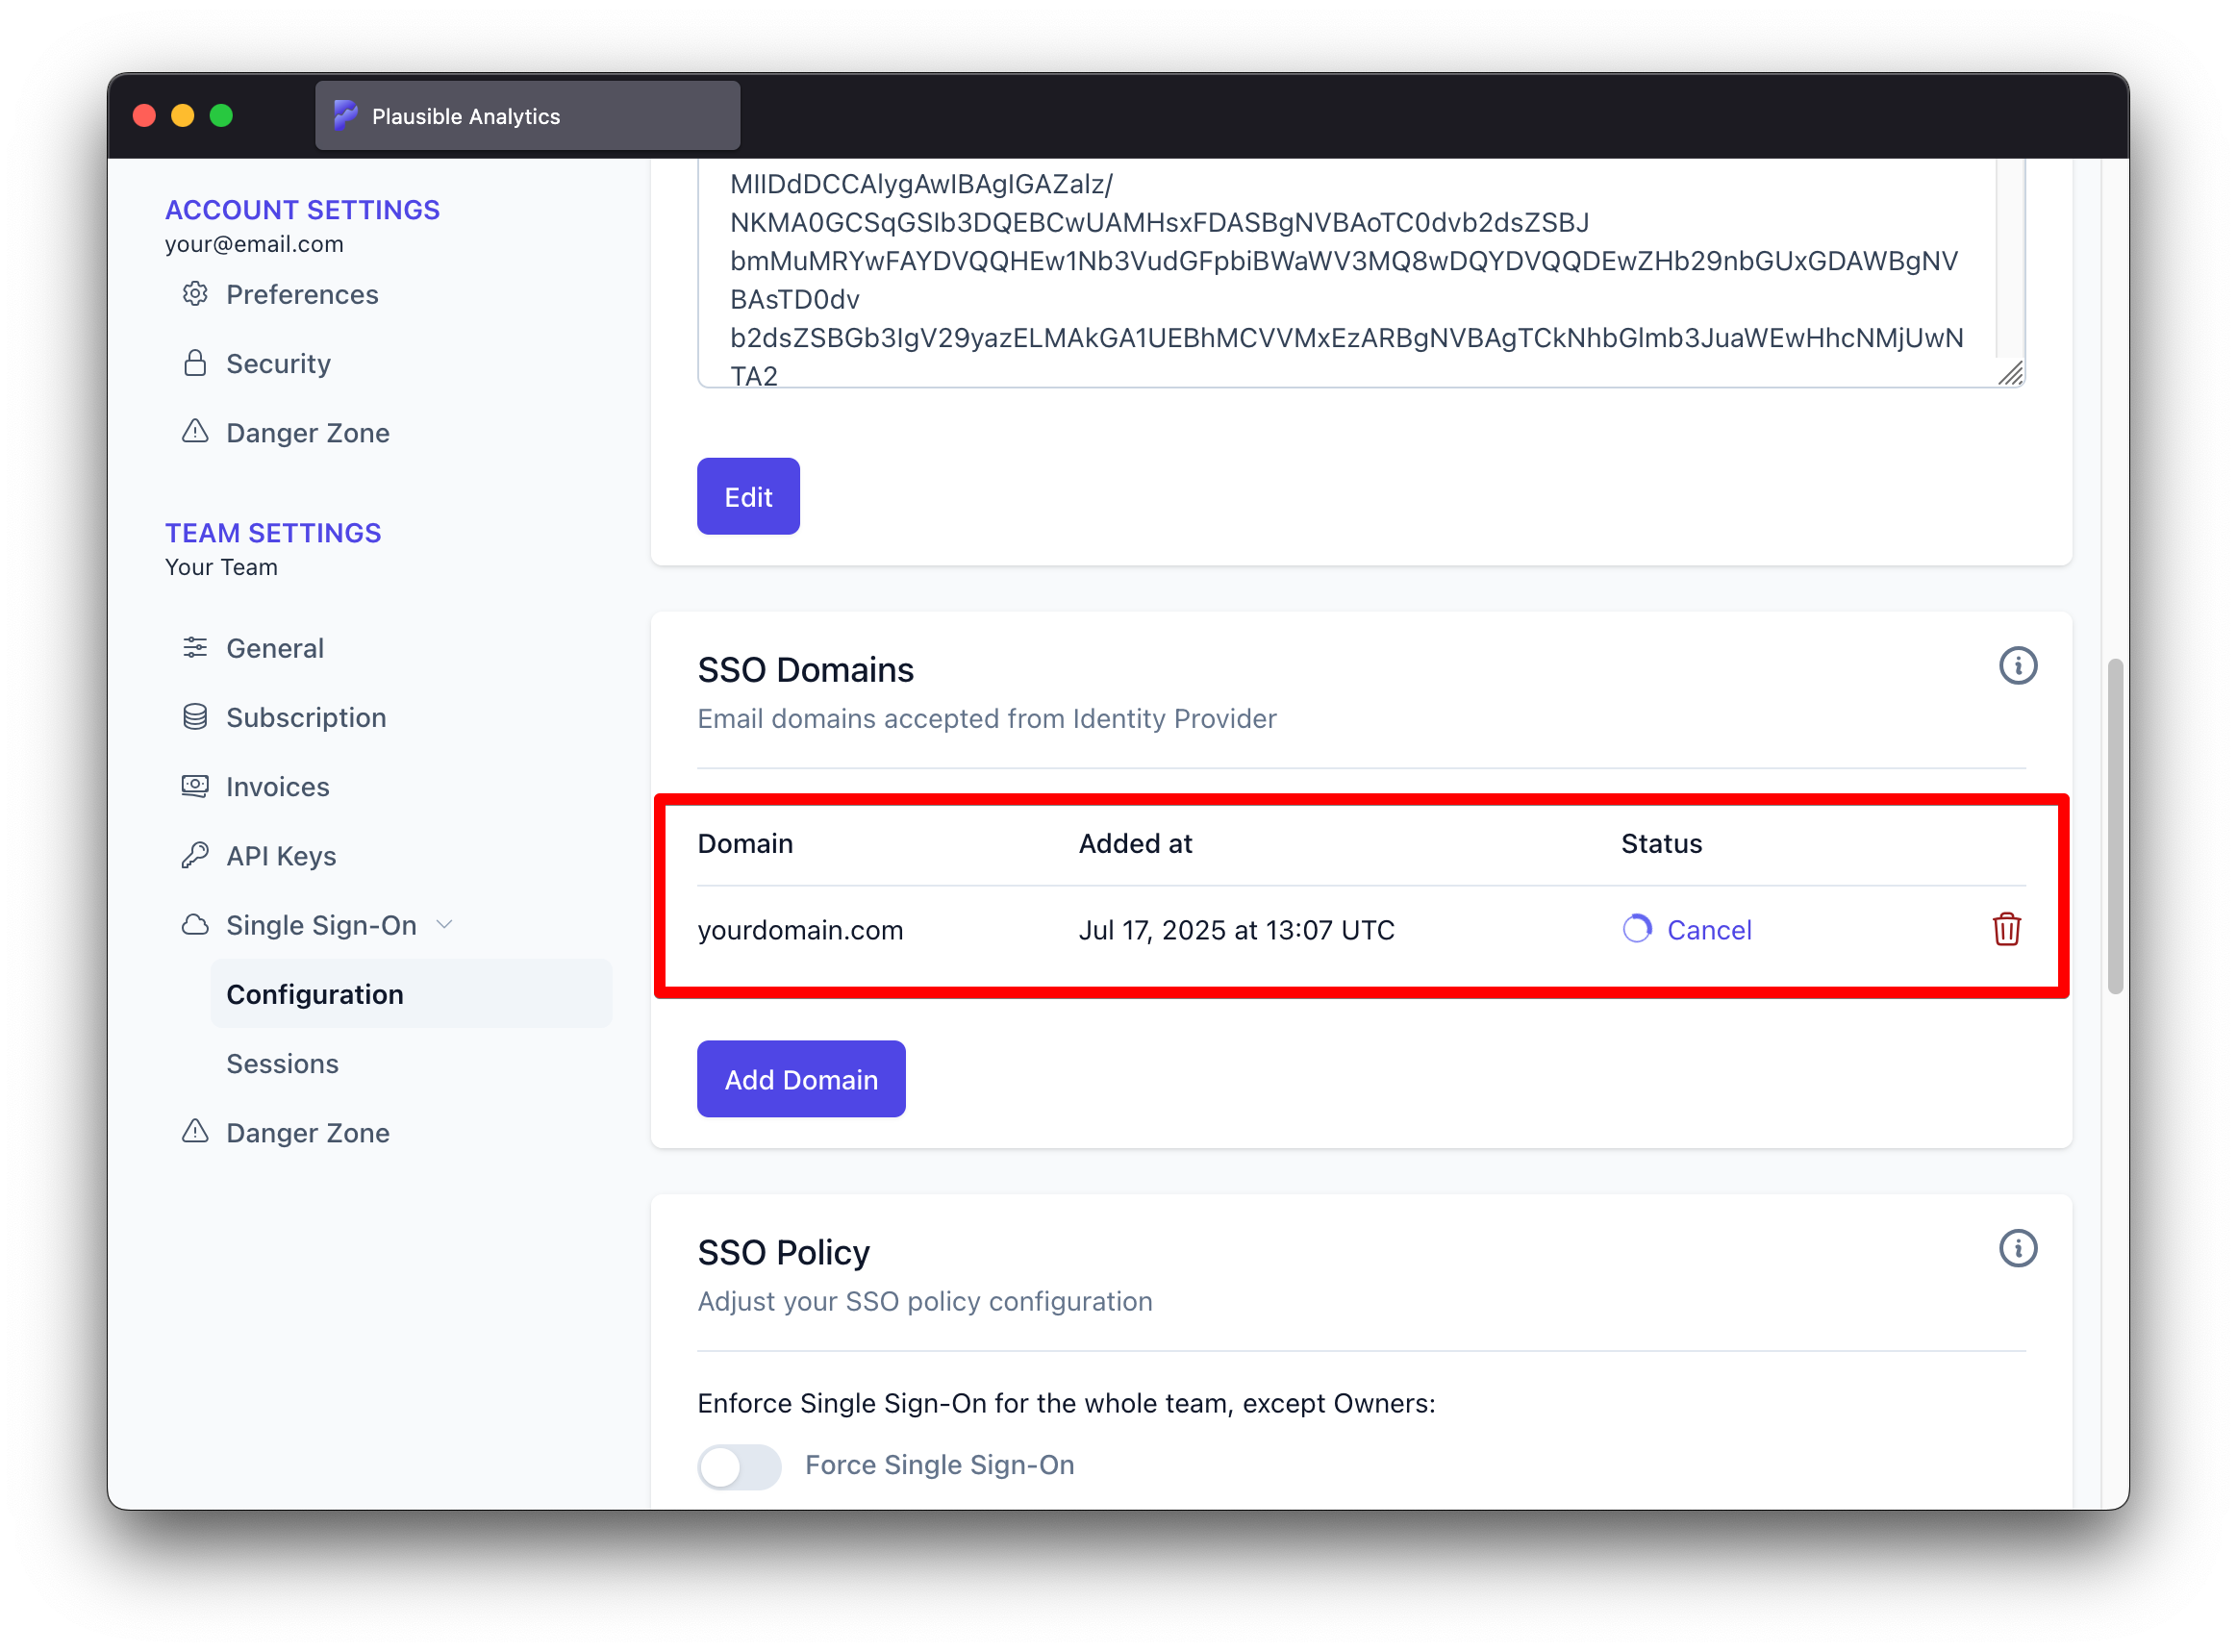 Plausible Analytics
ACCOUNT SETTINGS
your@email.com
Preferences
Security
Danger Zone
TEAM SETTINGS
Your Team
General
Subscription
Invoices
API Keys
Single Sign-On
Configuration
Sessions
Danger Zone
MIIDdDCCAlygAwIBAgIGAZalz/
NKMA0GCSqGSIb3DQEBCwUAMHsxFDASBgNVBAoTC0dvb2dsZSBJ
bmMuMRYwFAYDVQQHEw1Nb3VudGFpbiBWaWV3MQ8wDQYDVQQDEwZHb29nbGUxGDAWBgNV
BAsTD0dv
b2dsZSBGb3IgV29yazELMAkGA1UEBhMCVVMxEzARBgNVBAgTCkNhbGlmb3JuaWEwHhcNMjUwN
TA2
Edit
SSO Domains
Email domains accepted from Identity Provider
Domain Added at Status
yourdomain.com Jul 17, 2025 at 13:07 UTC Cancel
Add Domain
SSO Policy
Adjust your SSO policy configuration
Enforce Single Sign-On for the whole team, except Owners:
Force Single Sign-On